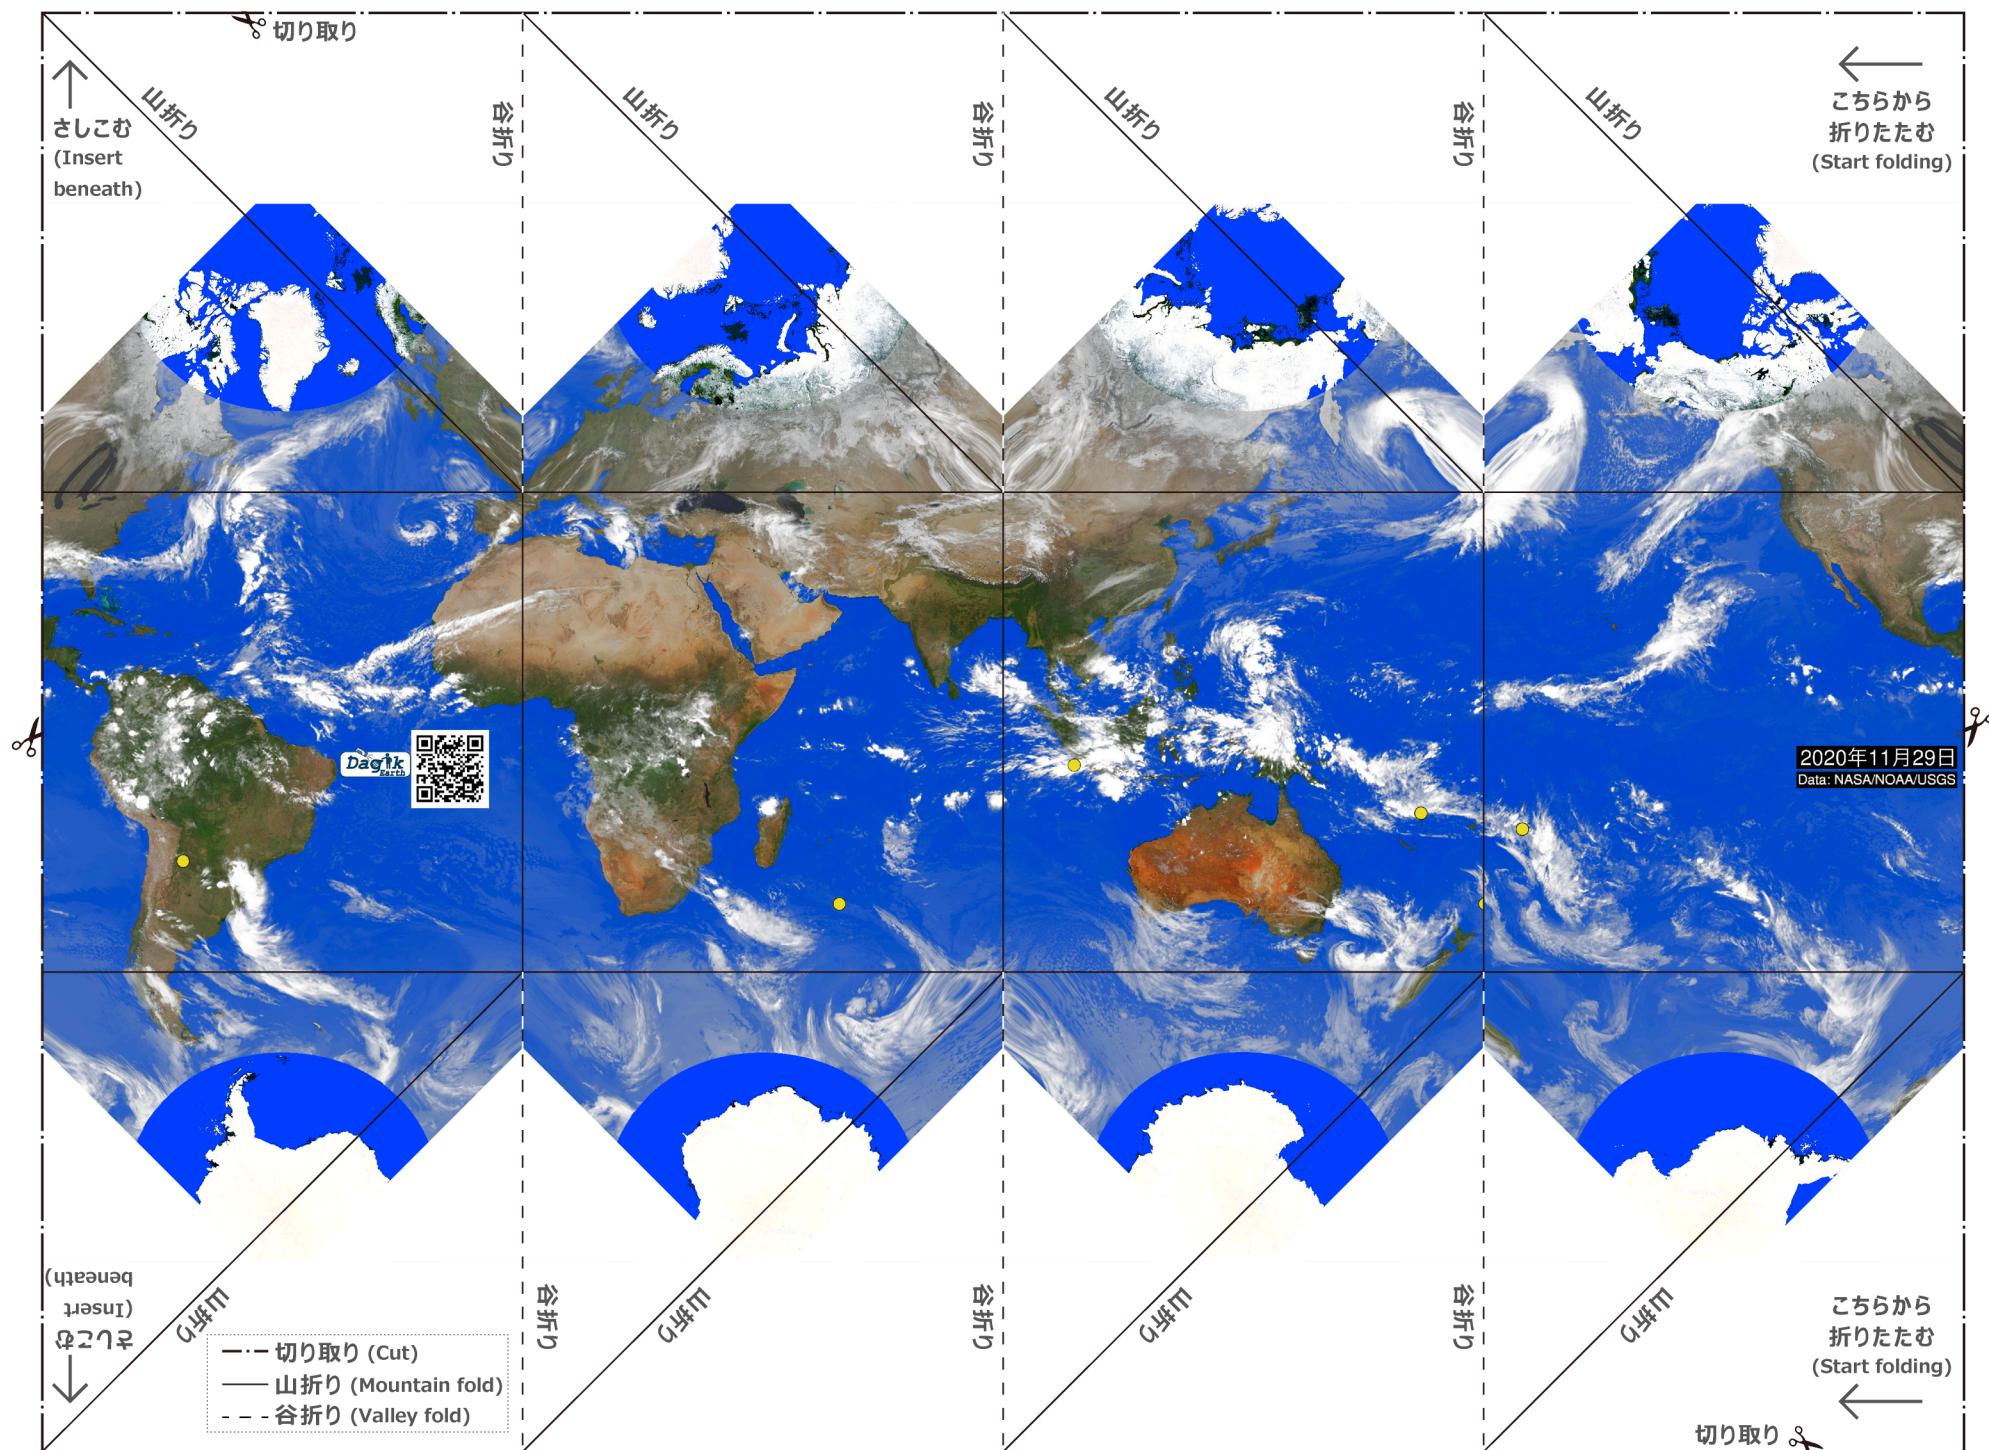 切り取り
さしこむ
(Insert
beneath)
山折り
谷折り
山折り
谷折り
山折り
谷折り
山折り
こちらから
折りたたむ
(Start folding)
Dagik
Earth
2020年11月29日
Data: NASA/NOAA/USGS
さしこむ
(Insert
beneath)
山折り
谷折り
山折り
谷折り
山折り
谷折り
山折り
こちらから
折りたたむ
(Start folding)
切り取り (Cut)
山折り (Mountain fold)
谷折り (Valley fold)
切り取り